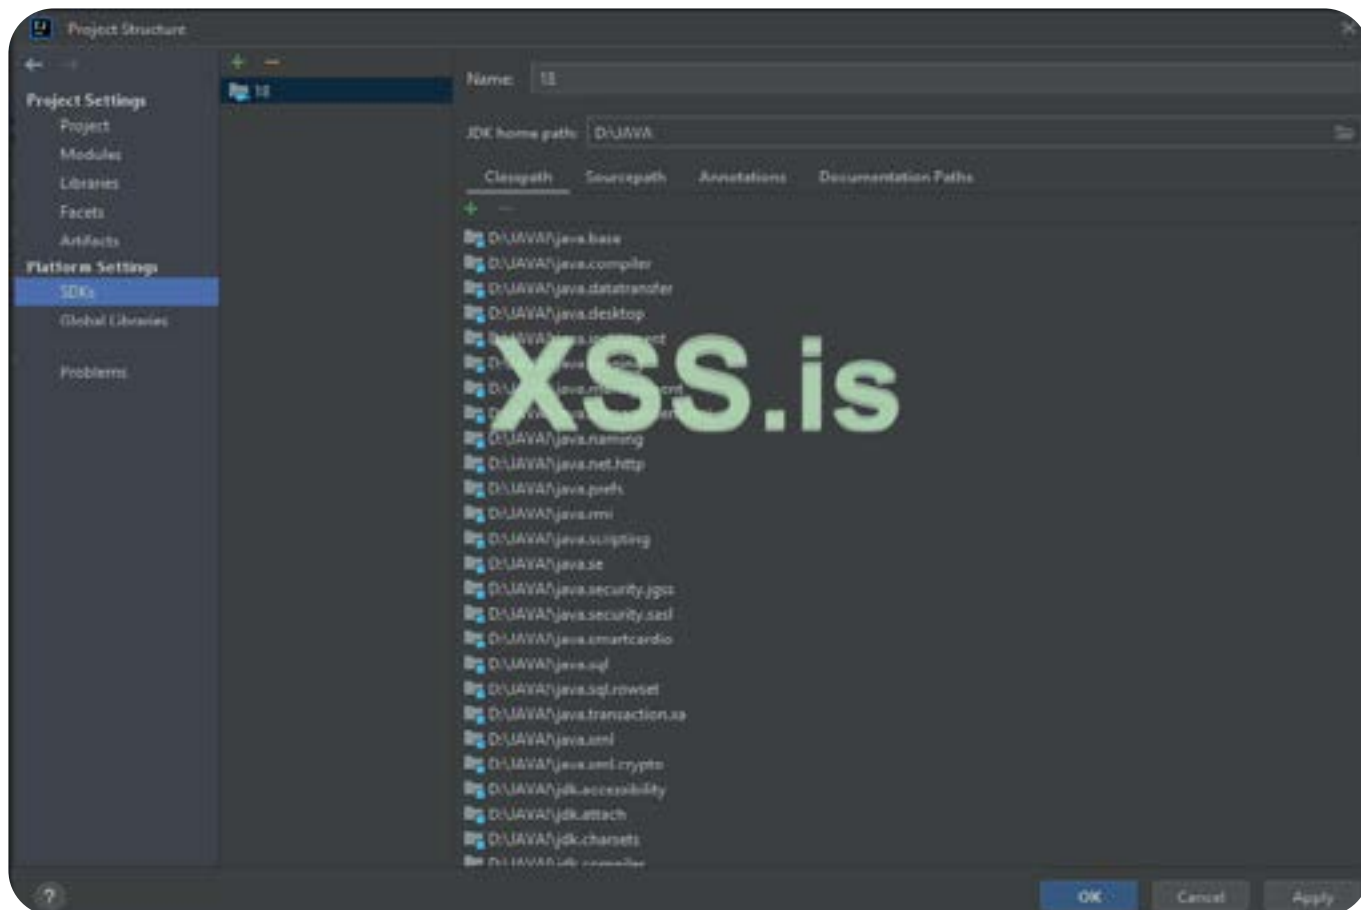 Project Structure
Project Settings
Project
Modules
Libraries
Facets
Artifacts
Platform Settings
SDKs
Global Libraries
Problems
18
Name: 18
JDK home path: D:\JAVA
Classpath Sourcepath Annotations Documentation Paths
D:\JAVA!\java.base
D:\JAVA!\java.compiler
D:\JAVA!\java.datatransfer
D:\JAVA!\java.desktop
XSS.is
D:\JAVA!\java.naming
D:\JAVA!\java.net.http
D:\JAVA!\java.prefs
D:\JAVA!\java.rmi
D:\JAVA!\java.scripting
D:\JAVA!\java.se
D:\JAVA!\java.security.jgss
D:\JAVA!\java.security.sasl
D:\JAVA!\java.smartcardio
D:\JAVA!\java.sql
D:\JAVA!\java.sql.rowset
D:\JAVA!\java.transaction.xa
D:\JAVA!\java.xml
D:\JAVA!\java.xml.crypto
D:\JAVA!\jdk.accessibility
D:\JAVA!\jdk.attach
D:\JAVA!\jdk.charsets
D:\JAVA!\jdk.compiler
? OK Cancel Apply